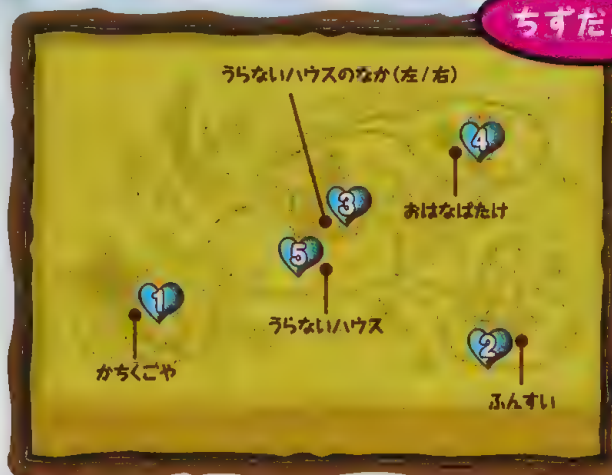 ちずだ
うらないハウスのなか(左/右)
4
おはなばたけ
3
5
うらないハウス
1
かちくごや
2
ふんすい